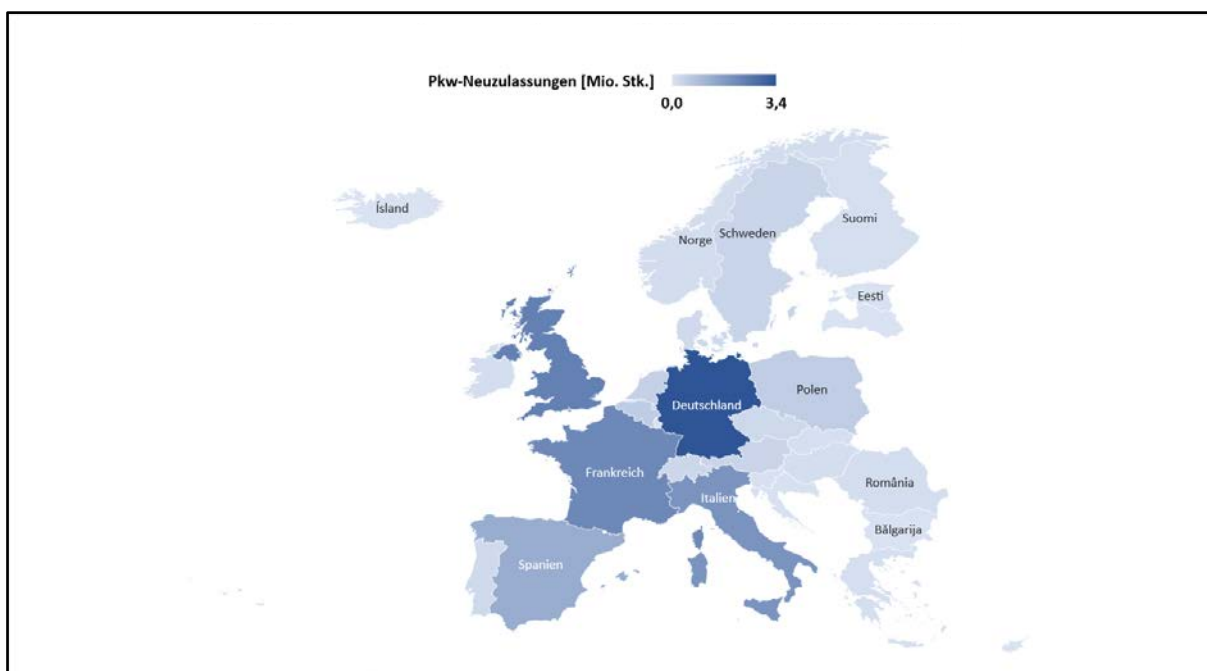 Pkw-Neuzulassungen [Mio. Stk.]
0,0 3,4
Ísland
Norge
Schweden
Suomi
Eesti
Deutschland
Polen
Frankreich
Italien
România
Bălgarija
Spanien